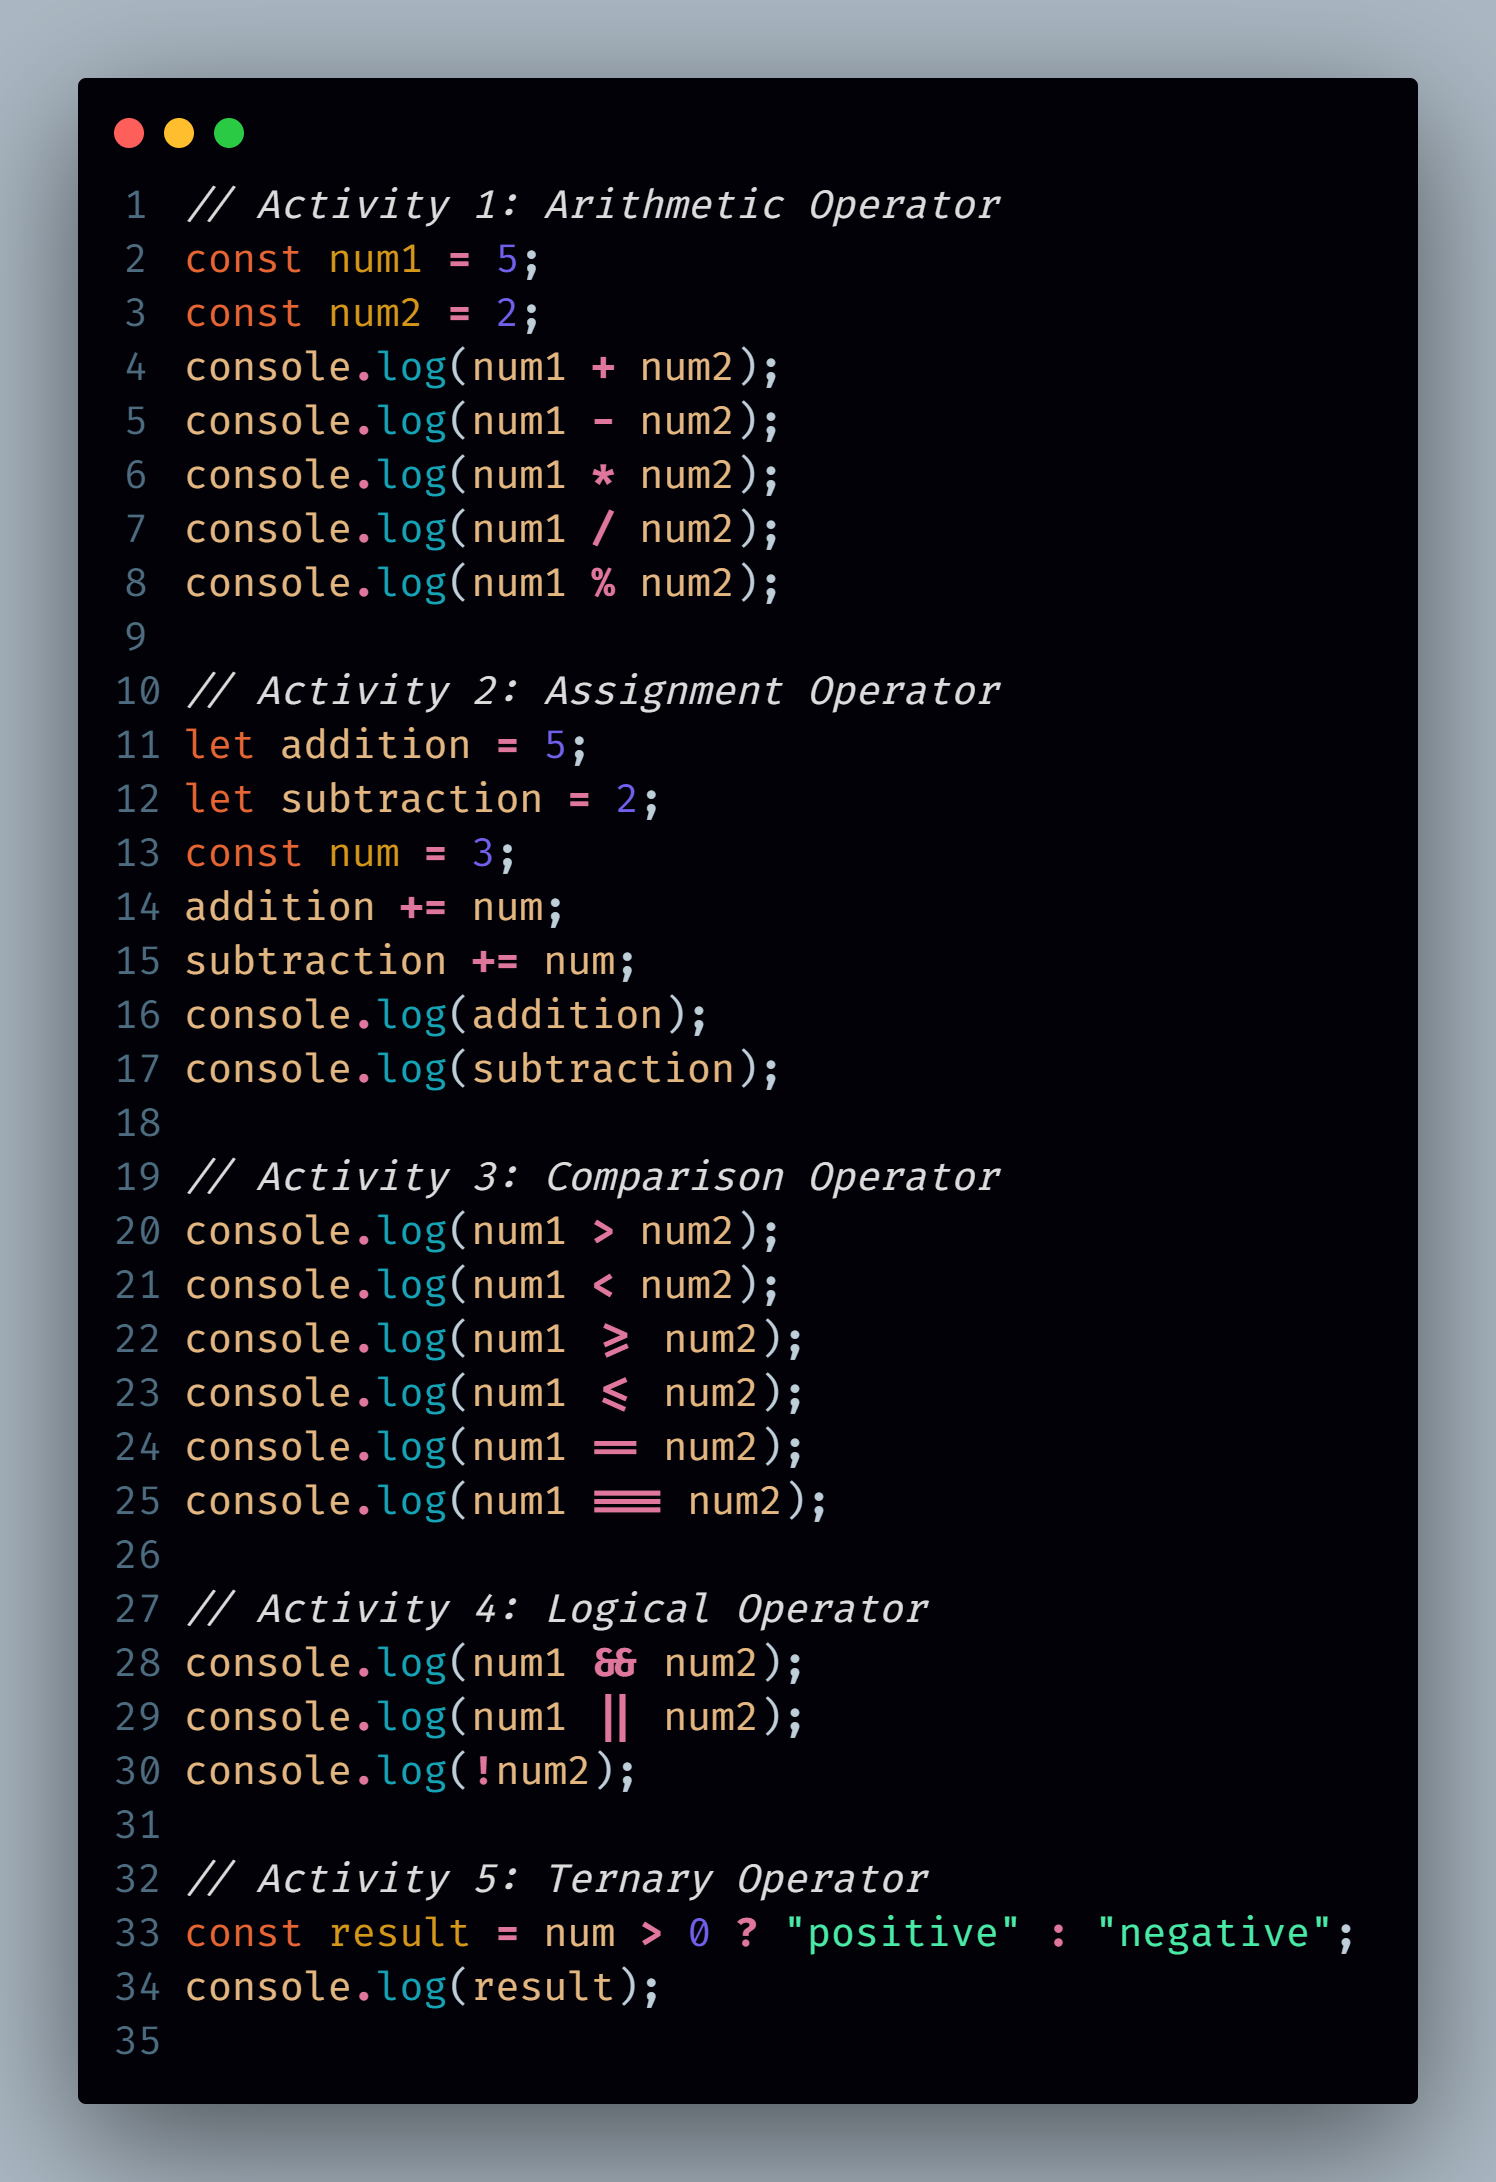 1 // Activity 1: Arithmetic Operator
2 const num1 = 5;
3 const num2 = 2;
4 console.log(num1 + num2);
5 console.log(num1 - num2);
6 console.log(num1 * num2);
7 console.log(num1 / num2);
8 console.log(num1 % num2);
9
10 // Activity 2: Assignment Operator
11 let addition = 5;
12 let subtraction = 2;
13 const num = 3;
14 addition += num;
15 subtraction += num;
16 console.log(addition);
17 console.log(subtraction);
18
19 // Activity 3: Comparison Operator
20 console.log(num1 > num2);
21 console.log(num1 < num2);
22 console.log(num1 >= num2);
23 console.log(num1 <= num2);
24 console.log(num1 == num2);
25 console.log(num1 === num2);
26
27 // Activity 4: Logical Operator
28 console.log(num1 && num2);
29 console.log(num1 || num2);
30 console.log(!num2);
31
32 // Activity 5: Ternary Operator
33 const result = num > 0 ? "positive" : "negative";
34 console.log(result);
35